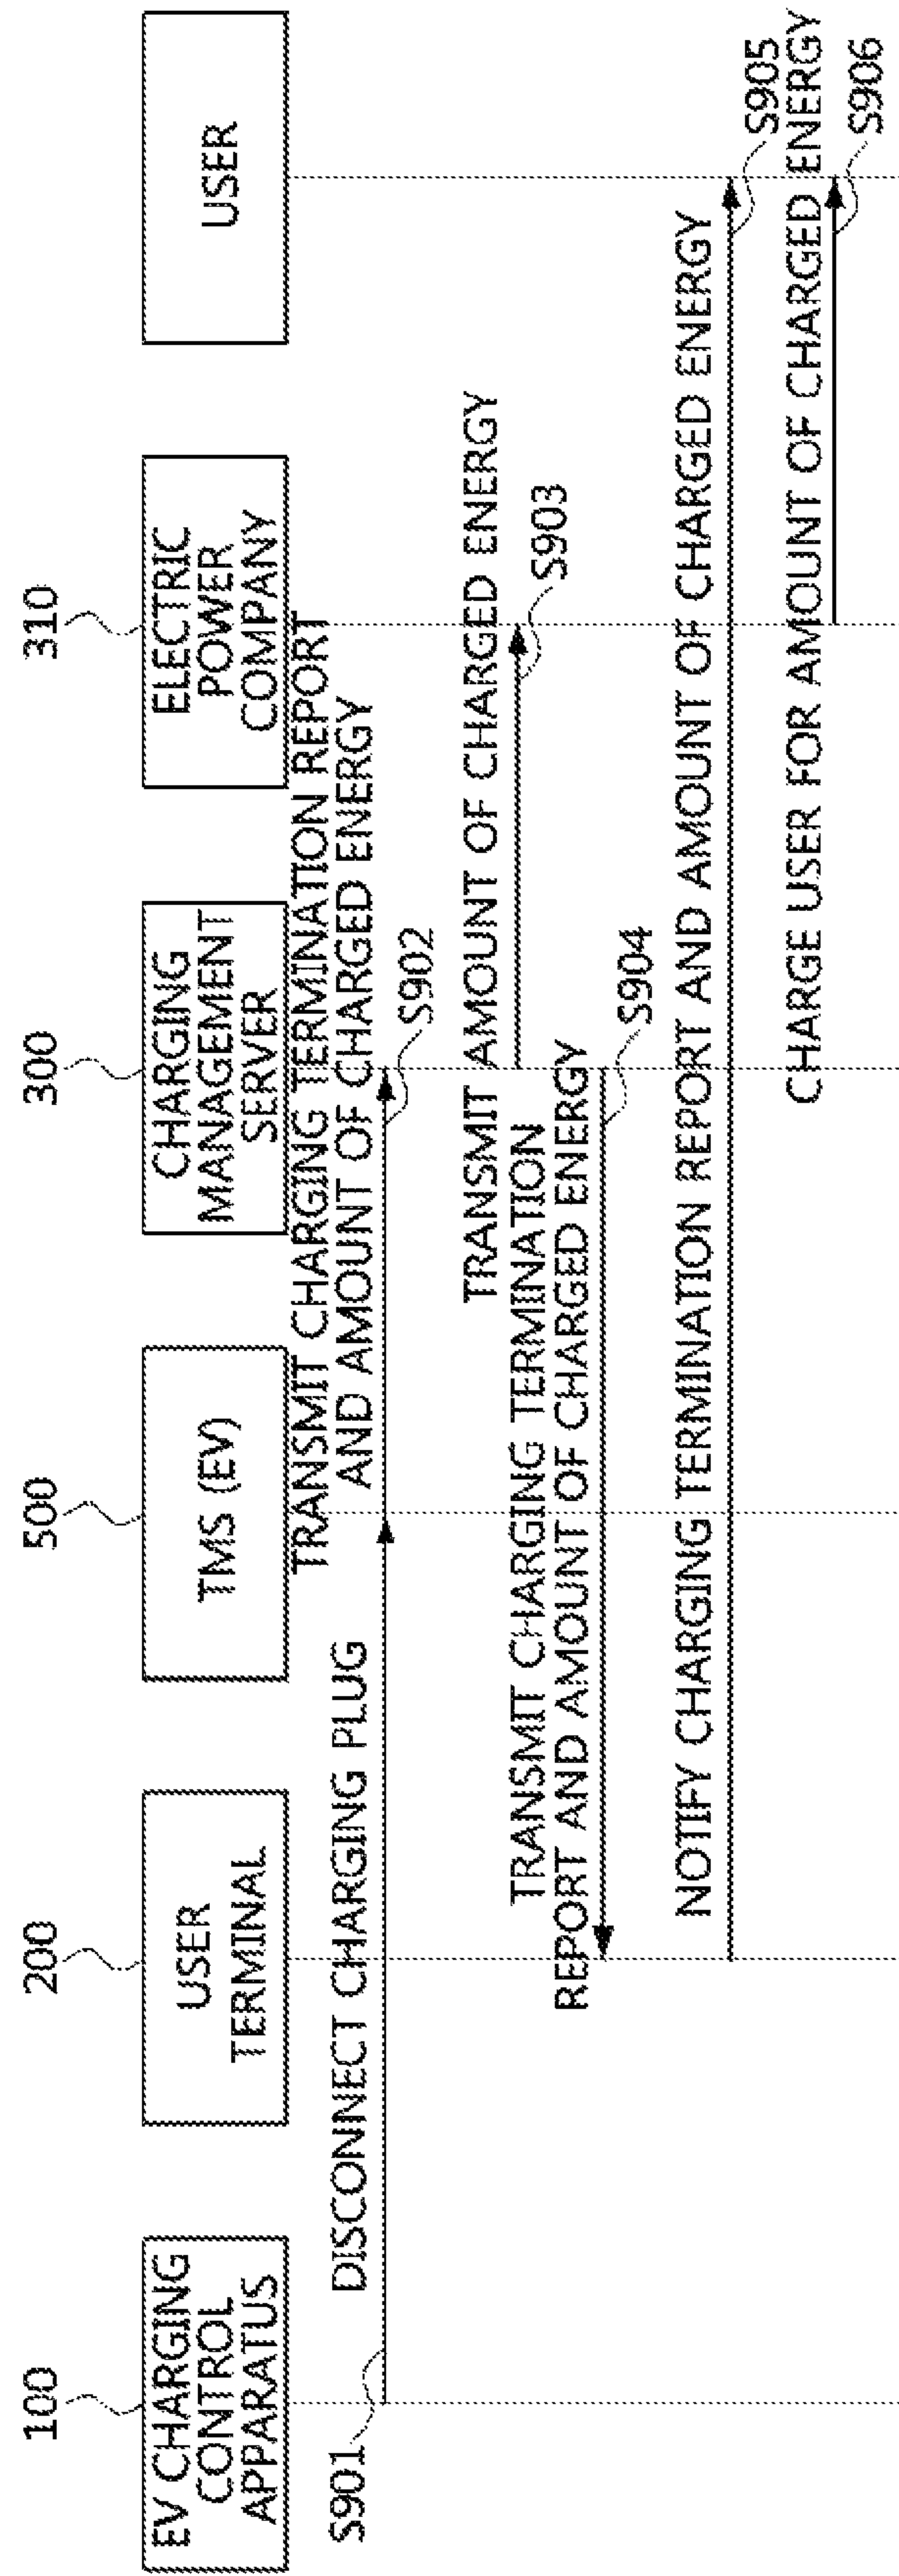 100
200
500
300
310
EV CHARGING
CONTROL
APPARATUS
USER
TERMINAL
TMS (EV)
CHARGING
MANAGEMENT
SERVER
ELECTRIC
POWER
COMPANY
USER
S901
DISCONNECT CHARGING PLUG
TRANSMIT CHARGING TERMINATION REPORT
AND AMOUNT OF CHARGED ENERGY
S902
TRANSMIT AMOUNT OF CHARGED ENERGY
S903
TRANSMIT CHARGING TERMINATION
REPORT AND AMOUNT OF CHARGED ENERGY
S904
NOTIFY CHARGING TERMINATION REPORT AND AMOUNT OF CHARGED ENERGY
S905
CHARGE USER FOR AMOUNT OF CHARGED ENERGY
S906